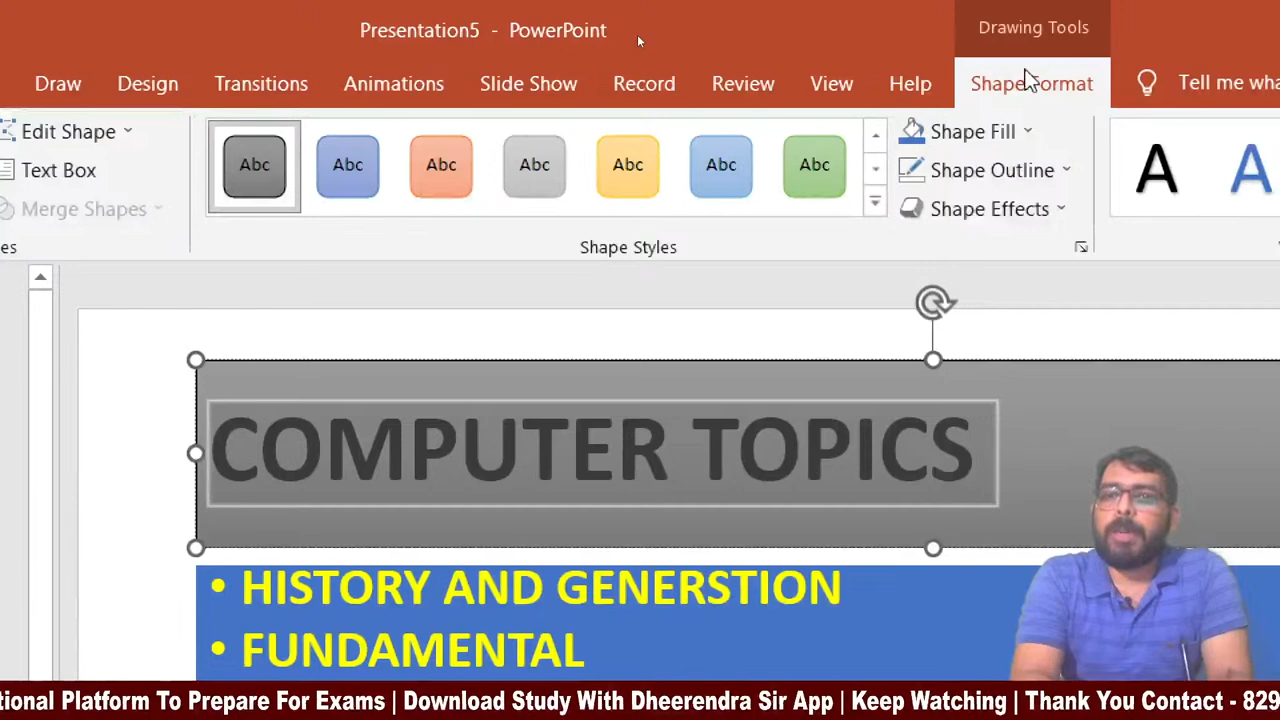 Presentation5 - PowerPoint
Drawing Tools
Draw Design Transitions Animations Slide Show Record Review View Help Shape Format Tell me wha
Edit Shape Abc Abc Abc Abc Abc Abc Abc Shape Fill A A
Text Box Shape Outline
Merge Shapes Shape Effects
es Shape Styles
COMPUTER TOPICS
• HISTORY AND GENERSTION
• FUNDAMENTAL
tional Platform To Prepare For Exams | Download Study With Dheerendra Sir App | Keep Watching | Thank You Contact - 829